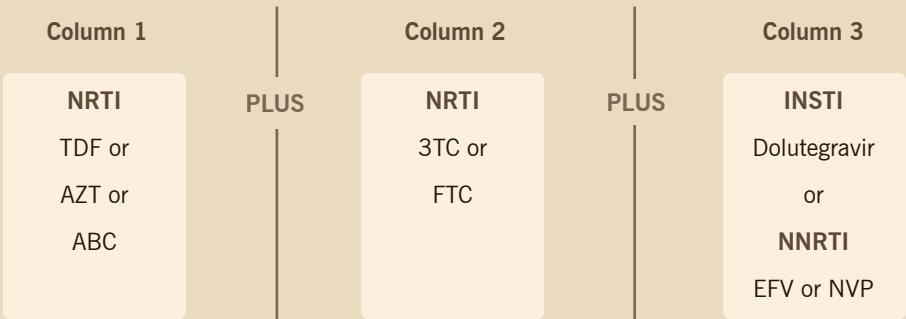 Column 1
NRTI
TDF or
AZT or
ABC
PLUS
Column 2
NRTI
3TC or
FTC
PLUS
Column 3
INSTI
Dolutegravir
or
NNRTI
EFV or NVP